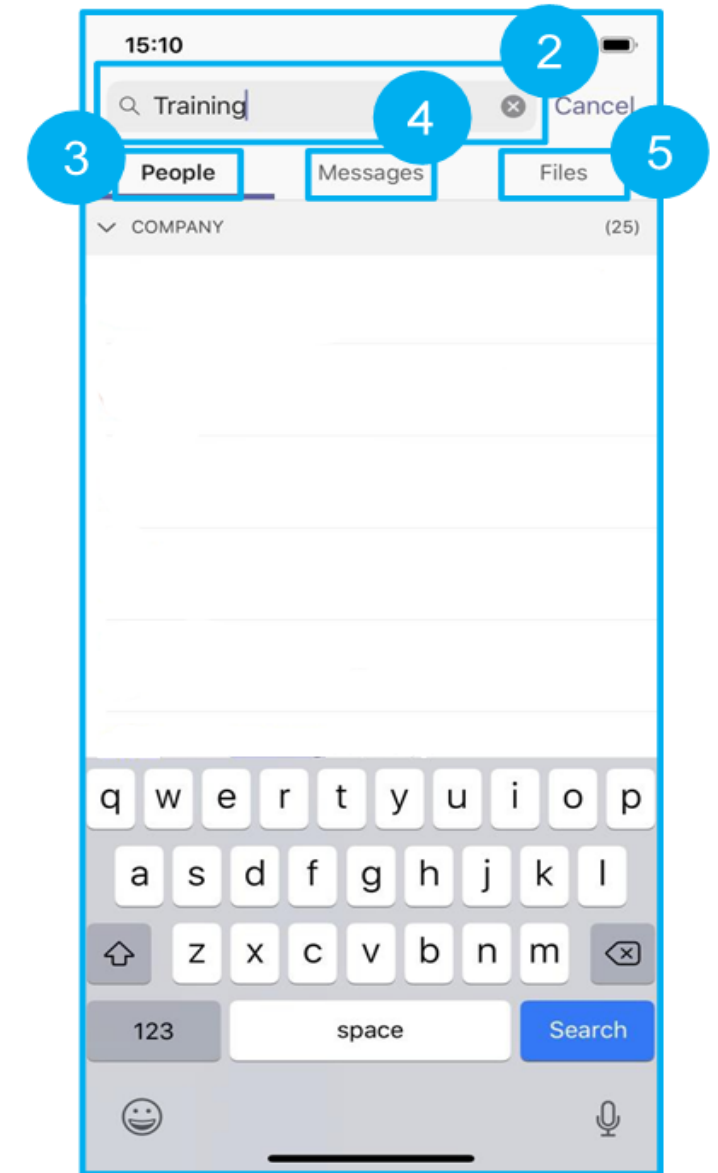 15:10
2
Training
4
Cancel
3
People
Messages
Files
5
COMPANY
(25)
q w e r t y u i o p
a s d f g h j k l
z x c v b n m
123
space
Search